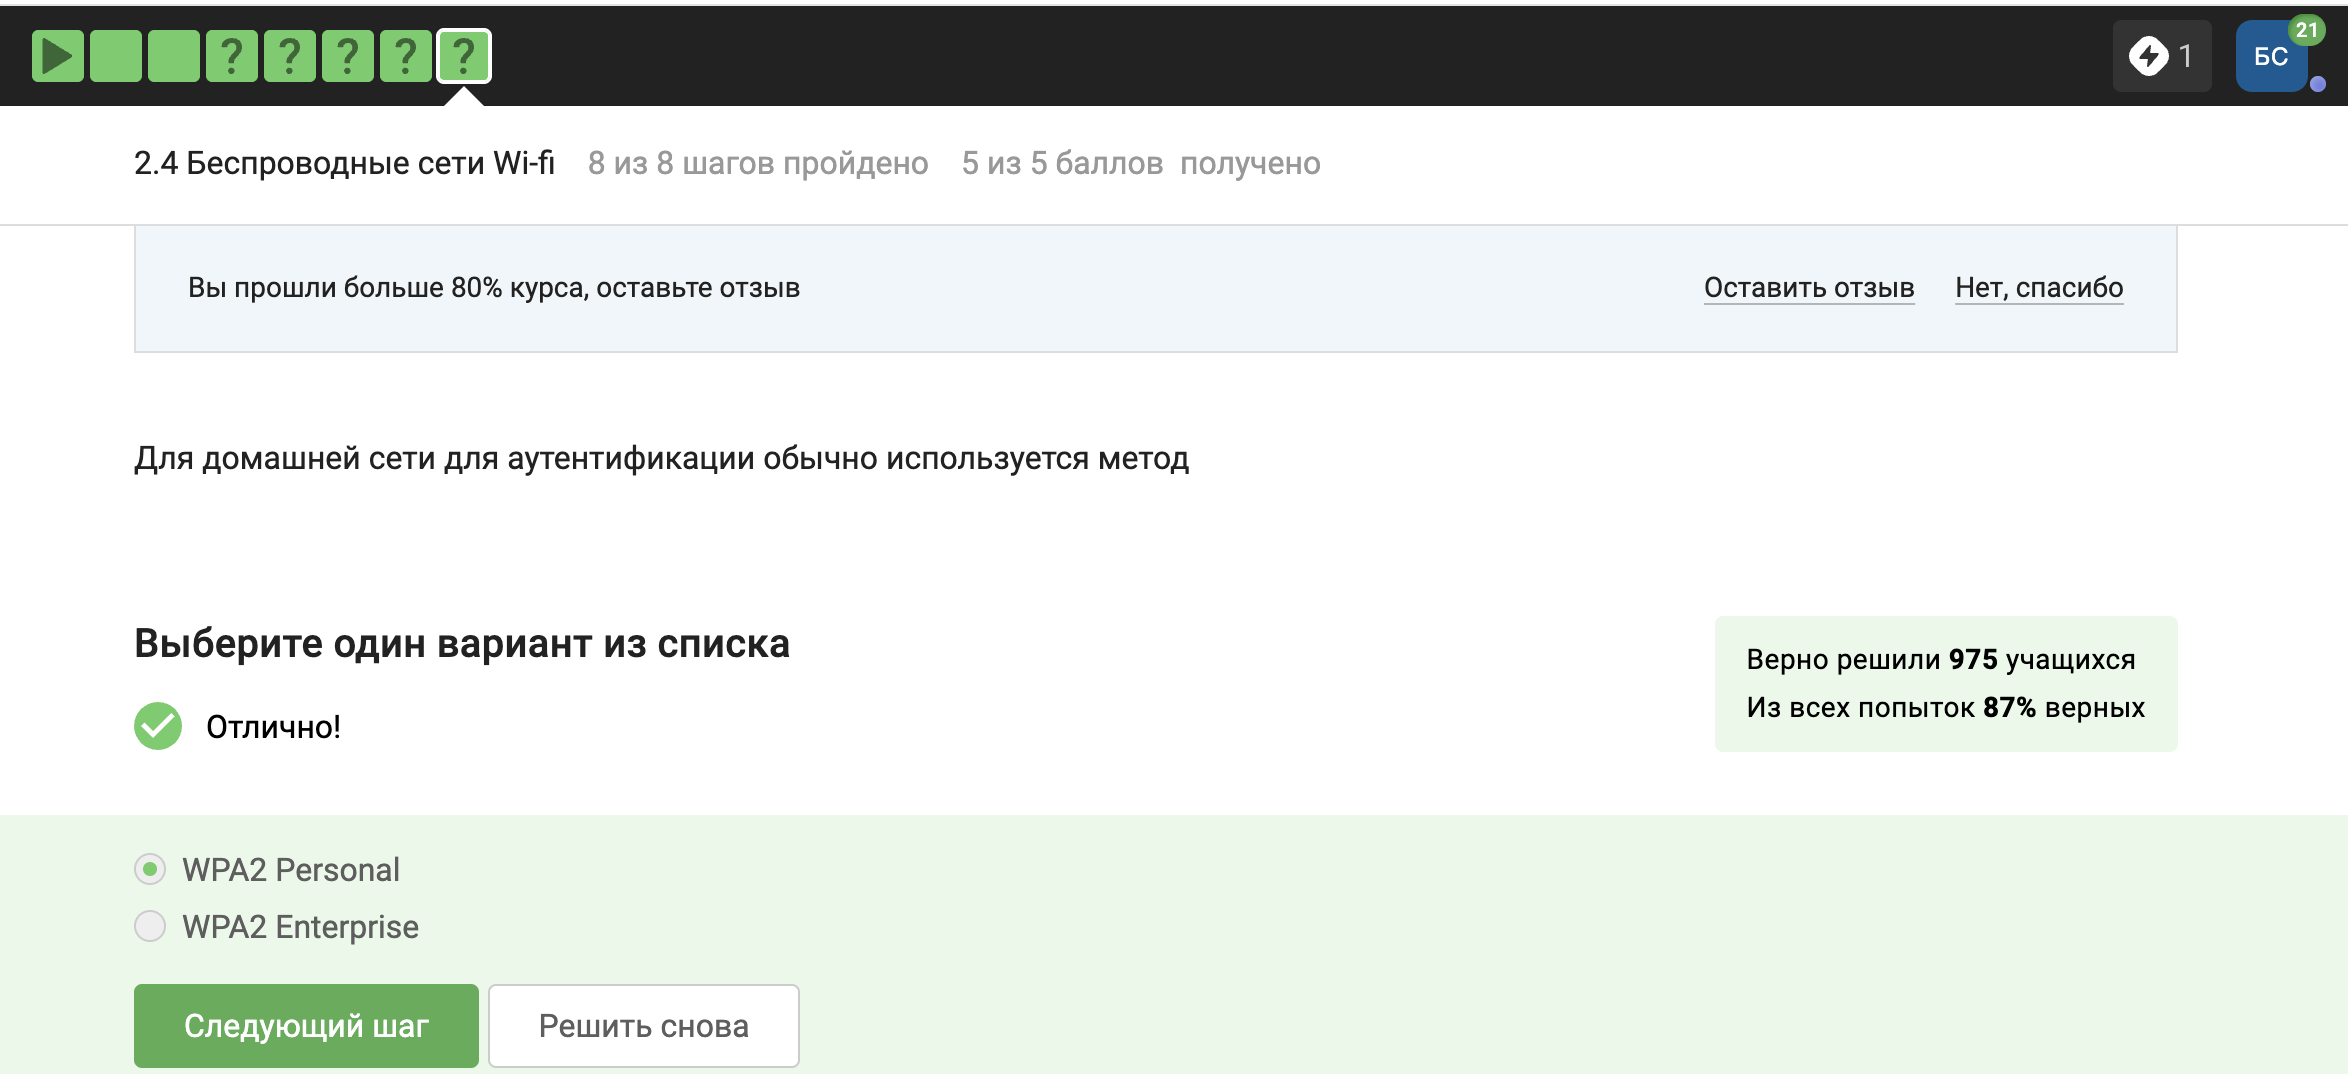 ? ? ? ? ?
1
БС
21
2.4 Беспроводные сети Wi-fi 8 из 8 шагов пройдено 5 из 5 баллов получено
Вы прошли больше 80% курса, оставьте отзыв Оставить отзыв Нет, спасибо
Для домашней сети для аутентификации обычно используется метод
Выберите один вариант из списка
Верно решили 975 учащихся
Из всех попыток 87% верных
Отлично!
WPA2 Personal
WPA2 Enterprise
Следующий шаг Решить снова